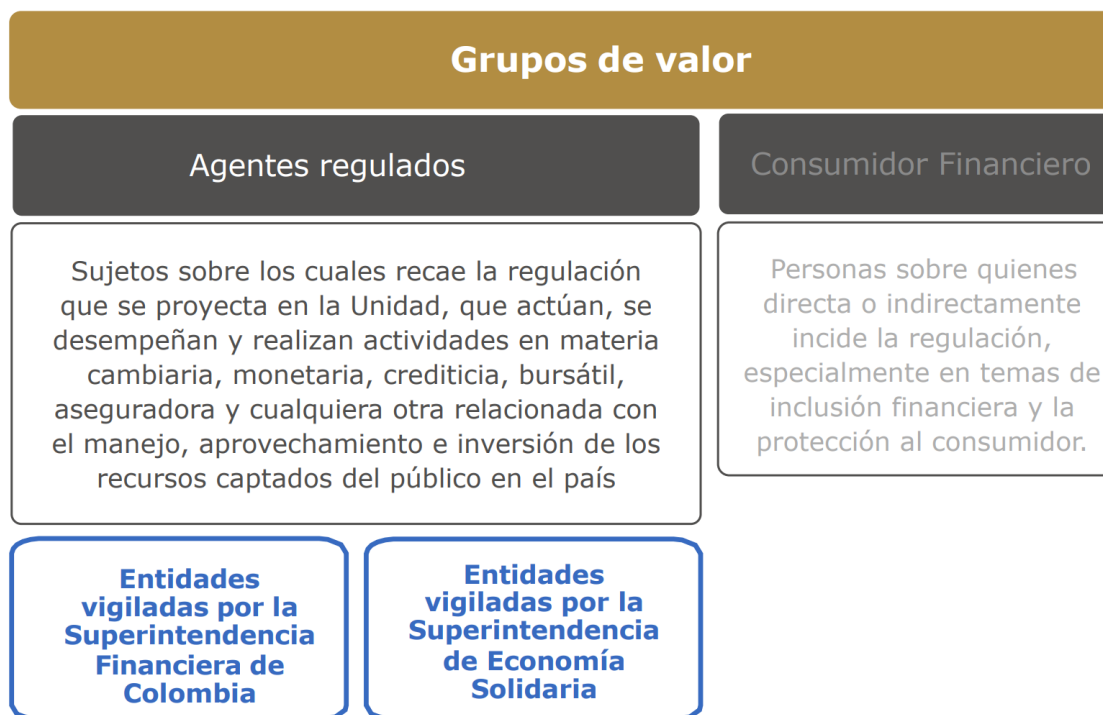 Grupos de valor
Agentes regulados
Sujetos sobre los cuales recae la regulación
que se proyecta en la Unidad, que actúan, se
desempeñan y realizan actividades en materia
cambiaria, monetaria, crediticia, bursátil,
aseguradora y cualquiera otra relacionada con
el manejo, aprovechamiento e inversión de los
recursos captados del público en el país
Entidades
vigiladas por la
Superintendencia
Financiera de
Colombia
Entidades
vigiladas por la
Superintendencia
de Economía
Solidaria
Consumidor Financiero
Personas sobre quienes
directa o indirectamente
incide la regulación,
especialmente en temas de
inclusión financiera y la
protección al consumidor.